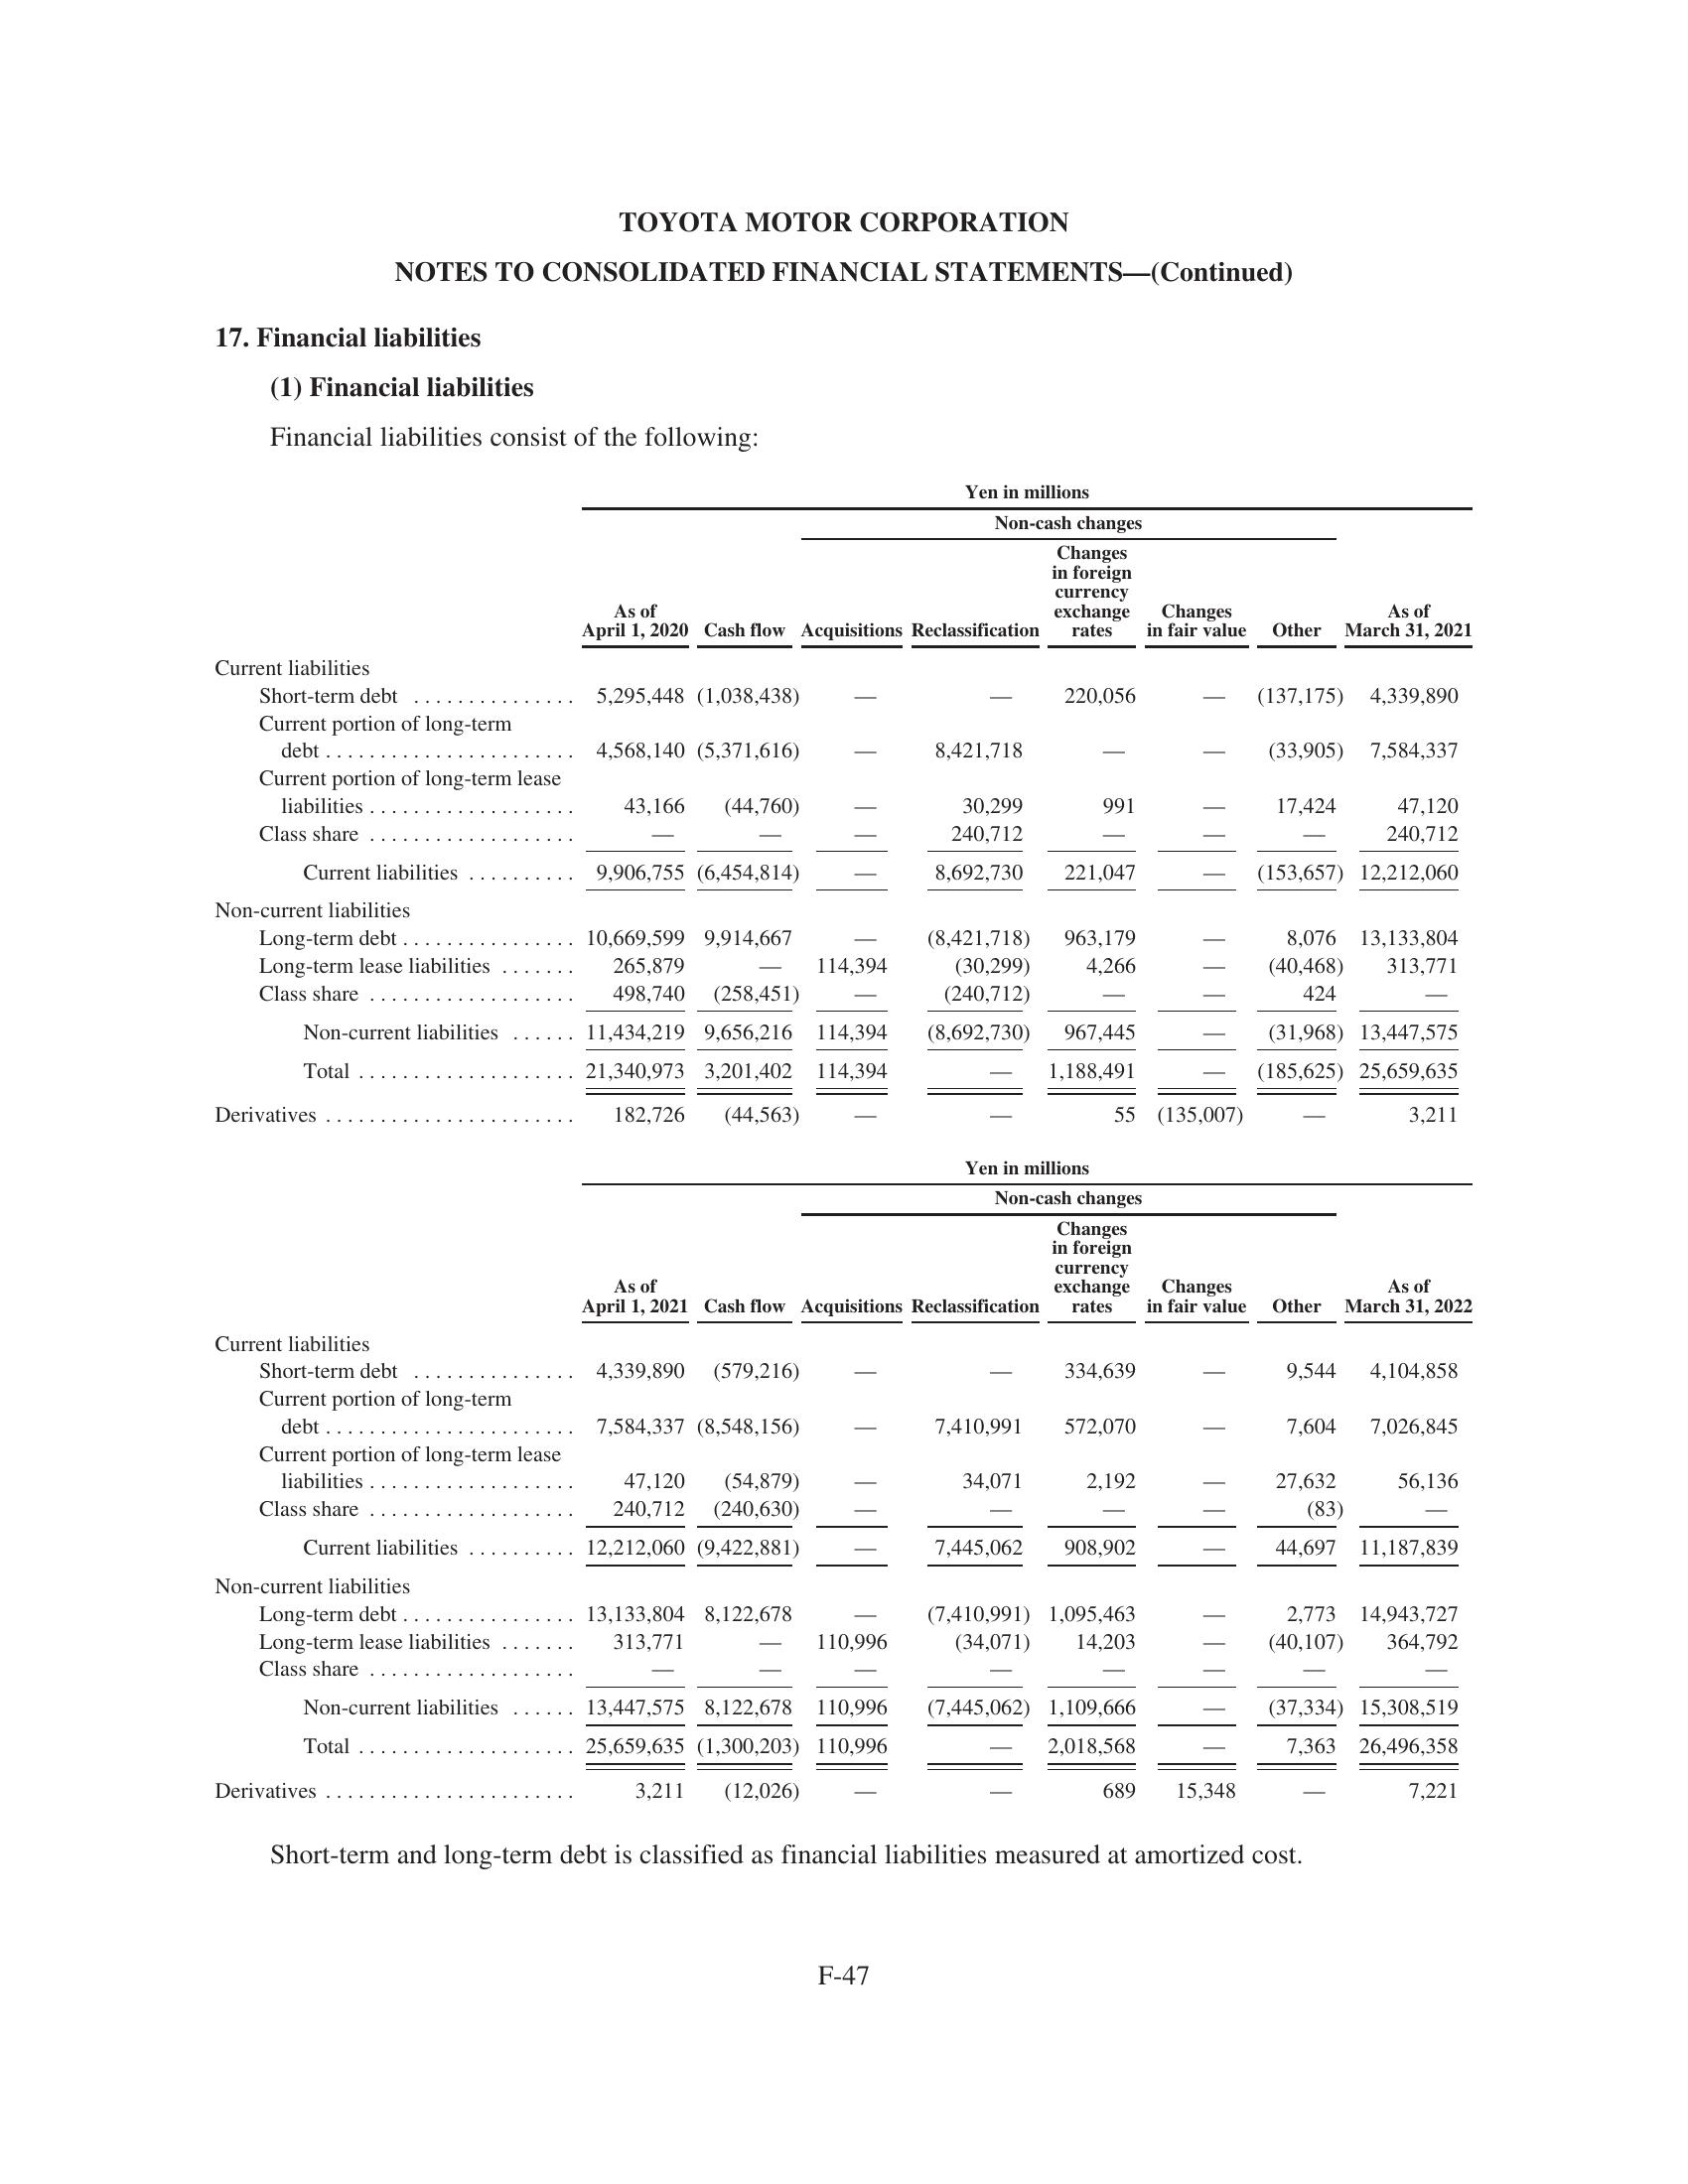 TOYOTA MOTOR CORPORATION
NOTES TO CONSOLIDATED FINANCIAL STATEMENTS—(Continued)
17. Financial liabilities
(1) Financial liabilities
Financial liabilities consist of the following:
Yen in millions
Non-cash changes
As of April 1, 2020 Cash flow Acquisitions Reclassification Changes in foreign currency exchange rates Changes in fair value Other As of March 31, 2021
Current liabilities
Short-term debt ............... 5,295,448 (1,038,438) — — 220,056 — (137,175) 4,339,890
Current portion of long-term
debt ....................... 4,568,140 (5,371,616) — 8,421,718 — — (33,905) 7,584,337
Current portion of long-term lease
liabilities ................... 43,166 (44,760) — 30,299 991 — 17,424 47,120
Class share ................... — — — 240,712 — — — 240,712
Current liabilities .......... 9,906,755 (6,454,814) — 8,692,730 221,047 — (153,657) 12,212,060
Non-current liabilities
Long-term debt ................ 10,669,599 9,914,667 — (8,421,718) 963,179 — 8,076 13,133,804
Long-term lease liabilities ....... 265,879 — 114,394 (30,299) 4,266 — (40,468) 313,771
Class share ................... 498,740 (258,451) — (240,712) — — 424 —
Non-current liabilities ...... 11,434,219 9,656,216 114,394 (8,692,730) 967,445 — (31,968) 13,447,575
Total .................... 21,340,973 3,201,402 114,394 — 1,188,491 — (185,625) 25,659,635
Derivatives ....................... 182,726 (44,563) — — 55 (135,007) — 3,211
Yen in millions
Non-cash changes
As of April 1, 2021 Cash flow Acquisitions Reclassification Changes in foreign currency exchange rates Changes in fair value Other As of March 31, 2022
Current liabilities
Short-term debt ............... 4,339,890 (579,216) — — 334,639 — 9,544 4,104,858
Current portion of long-term
debt ....................... 7,584,337 (8,548,156) — 7,410,991 572,070 — 7,604 7,026,845
Current portion of long-term lease
liabilities ................... 47,120 (54,879) — 34,071 2,192 — 27,632 56,136
Class share ................... 240,712 (240,630) — — — — (83) —
Current liabilities .......... 12,212,060 (9,422,881) — 7,445,062 908,902 — 44,697 11,187,839
Non-current liabilities
Long-term debt ................ 13,133,804 8,122,678 — (7,410,991) 1,095,463 — 2,773 14,943,727
Long-term lease liabilities ....... 313,771 — 110,996 (34,071) 14,203 — (40,107) 364,792
Class share ................... — — — — — — — —
Non-current liabilities ...... 13,447,575 8,122,678 110,996 (7,445,062) 1,109,666 — (37,334) 15,308,519
Total .................... 25,659,635 (1,300,203) 110,996 — 2,018,568 — 7,363 26,496,358
Derivatives ....................... 3,211 (12,026) — — 689 15,348 — 7,221
Short-term and long-term debt is classified as financial liabilities measured at amortized cost.
F-47